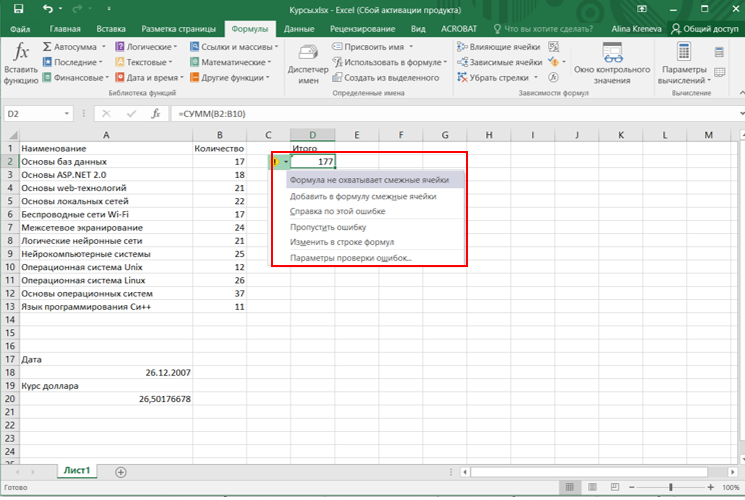 Курсы.xlsx - Excel (Сбой активации продукта)
Файл Главная Вставка Разметка страницы Формулы Данные Рецензирование Вид ACROBAT Что вы хотите сделать? Alina Kreneva Общий доступ
Σ Автосумма Логические Ссылки и массивы Присвоить имя Влияющие ячейки
Последние Текстовые Математические Использовать в формуле Зависимые ячейки
Финансовые Дата и время Другие функции Создать из выделенного Убрать стрелки
fx Вставить функцию
Диспетчер имен
Окно контрольного значения
Параметры вычислений
Библиотека функций Определенные имена Зависимости формул Вычисление
D2 fx =СУММ(B2:B10)
A B C D E F G H I J K L M
1 Наименование Количество Итого
2 Основы баз данных 17 177
3 Основы ASP.NET 2.0 18
4 Основы web-технологий 21
5 Основы локальных сетей 22
6 Беспроводные сети Wi-Fi 17
7 Межсетевое экранирование 24
8 Логические нейронные сети 21
9 Нейрокомпьютерные системы 25
10 Операционная система Unix 12
11 Операционная система Linux 26
12 Основы операционных систем 37
13 Язык программирования Си++ 11
Формула не охватывает смежные ячейки
Добавить в формулу смежные ячейки
Справка по этой ошибке
Пропустить ошибку
Изменить в строке формул
Параметры проверки ошибок...
14
15
16
17 Дата
18 26.12.2007
19 Курс доллара
20 26,50176678
21
22
23
24
Лист1
Готово 100%